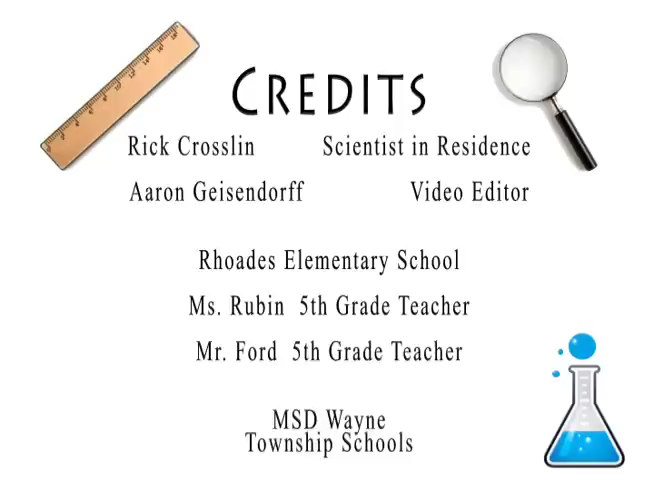 Credits
Rick Crosslin Scientist in Residence
Aaron Geisendorff Video Editor
Rhoades Elementary School
Ms. Rubin 5th Grade Teacher
Mr. Ford 5th Grade Teacher
MSD Wayne
Township Schools